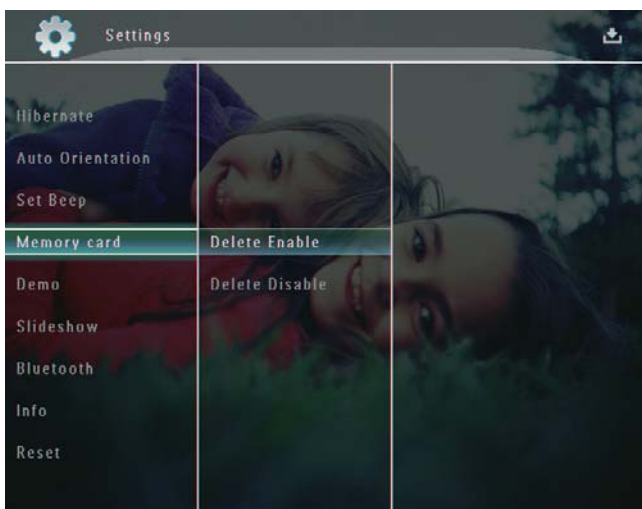 Settings
Hibernate
Auto Orientation
Set Beep
Memory card
Delete Enable
Demo
Delete Disable
Slideshow
Bluetooth
Info
Reset